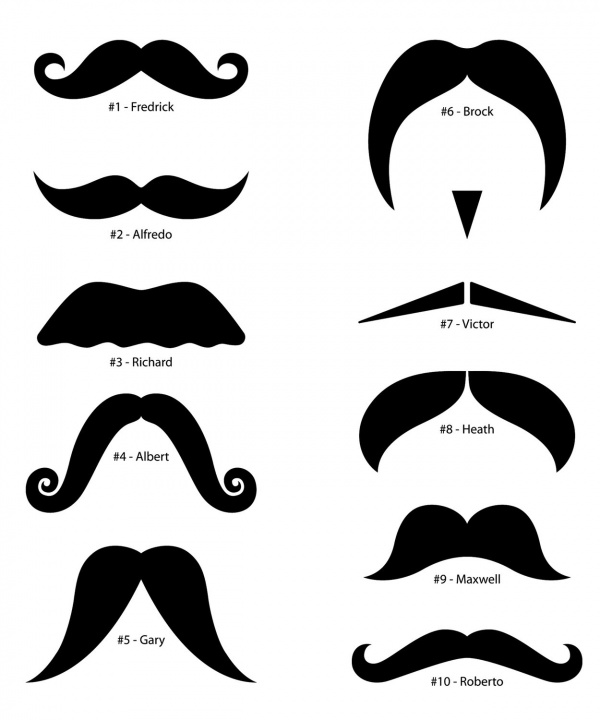 #1 - Fredrick
#2 - Alfredo
#3 - Richard
#4 - Albert
#5 - Gary
#6 - Brock
#7 - Victor
#8 - Heath
#9 - Maxwell
#10 - Roberto